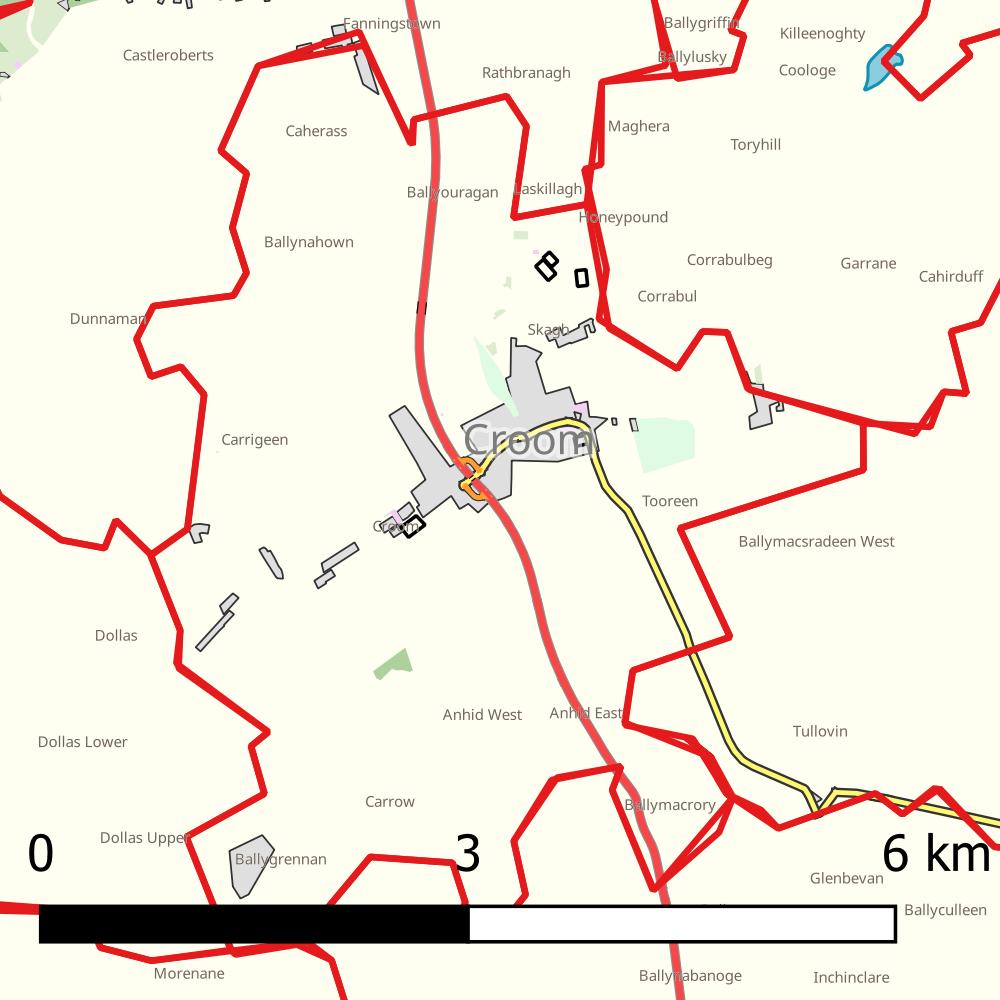 Fanningstown
Ballygriffin
Killeenoghty
Castleroberts
Ballylusky
Rathbranagh
Coologe
Caherass
Maghera
Toryhill
Ballyouragan
Laskillagh
Honeypound
Ballynahown
Corrabulbeg
Garrane
Cahirduff
Corrabul
Dunnaman
Skagh
Carrigeen
Croom
Tooreen
Croom
Ballymacsradeen West
Dollas
Anhid West
Anhid East
Tullovin
Dollas Lower
Carrow
Ballymacrory
Dollas Upper
0
3
6 km
Ballygrennan
Glenbevan
Ballyculleen
Morenane
Ballynabanoge
Inchinclare